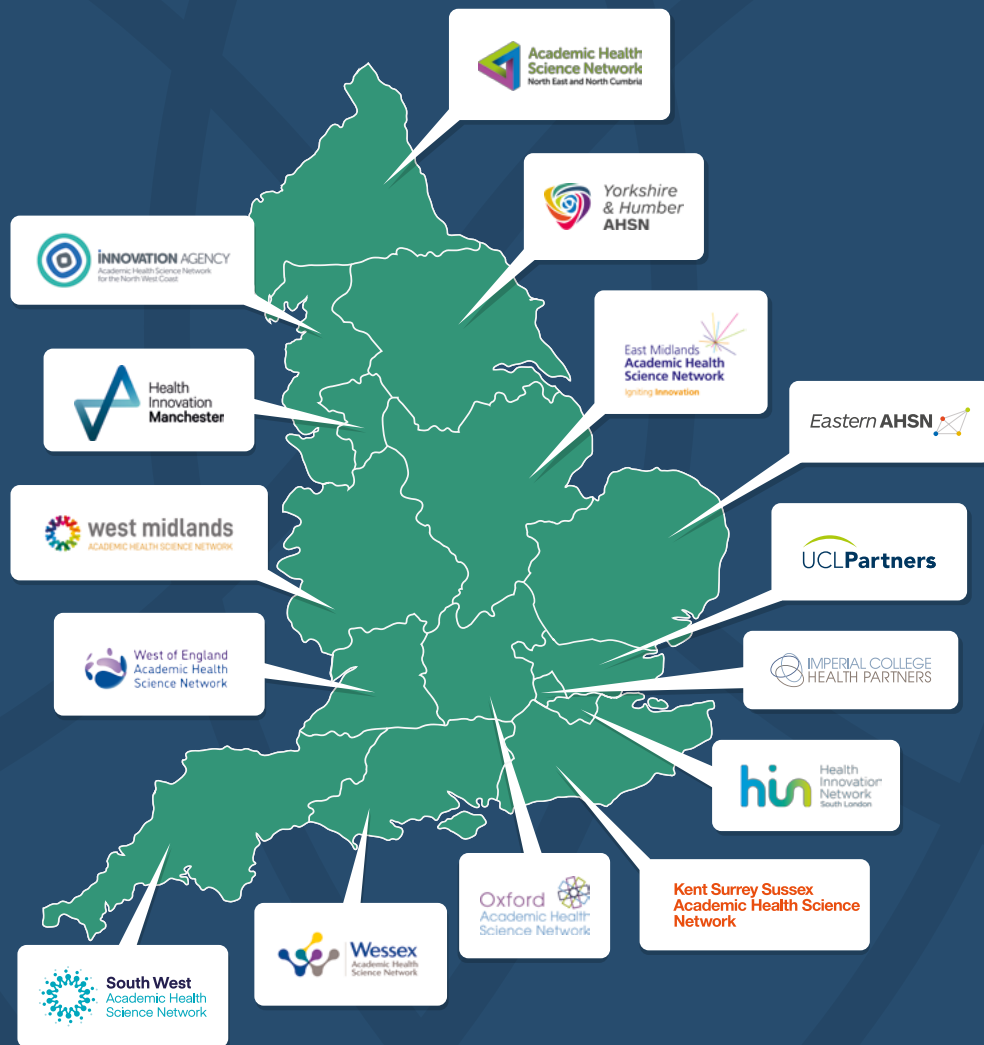 Academic Health
Science Network
North East and North Cumbria
Yorkshire
& Humber
AHSN
iNNOVATION AGENCY
Academic Health Science Network
for the North West Coast
East Midlands
Academic Health
Science Network
Igniting Innovation
Health
Innovation
Manchester
Eastern AHSN
west midlands
ACADEMIC HEALTH SCIENCE NETWORK
UCLPartners
West of England
Academic Health
Science Network
IMPERIAL COLLEGE
HEALTH PARTNERS
hin
Health
Innovation
Network
South London
Oxford
Academic Health
Science Network
Kent Surrey Sussex
Academic Health Science
Network
Wessex
Academic Health
Science Network
South West
Academic Health
Science Network